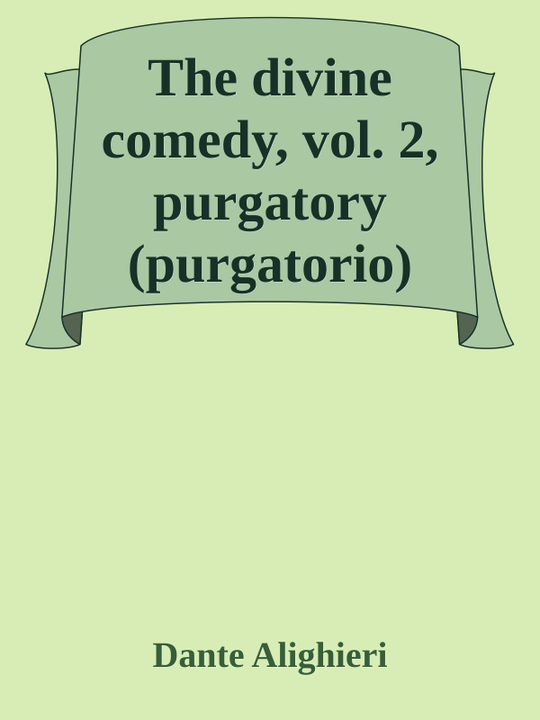 The divine
comedy, vol. 2,
purgatory
(purgatorio)
Dante Alighieri